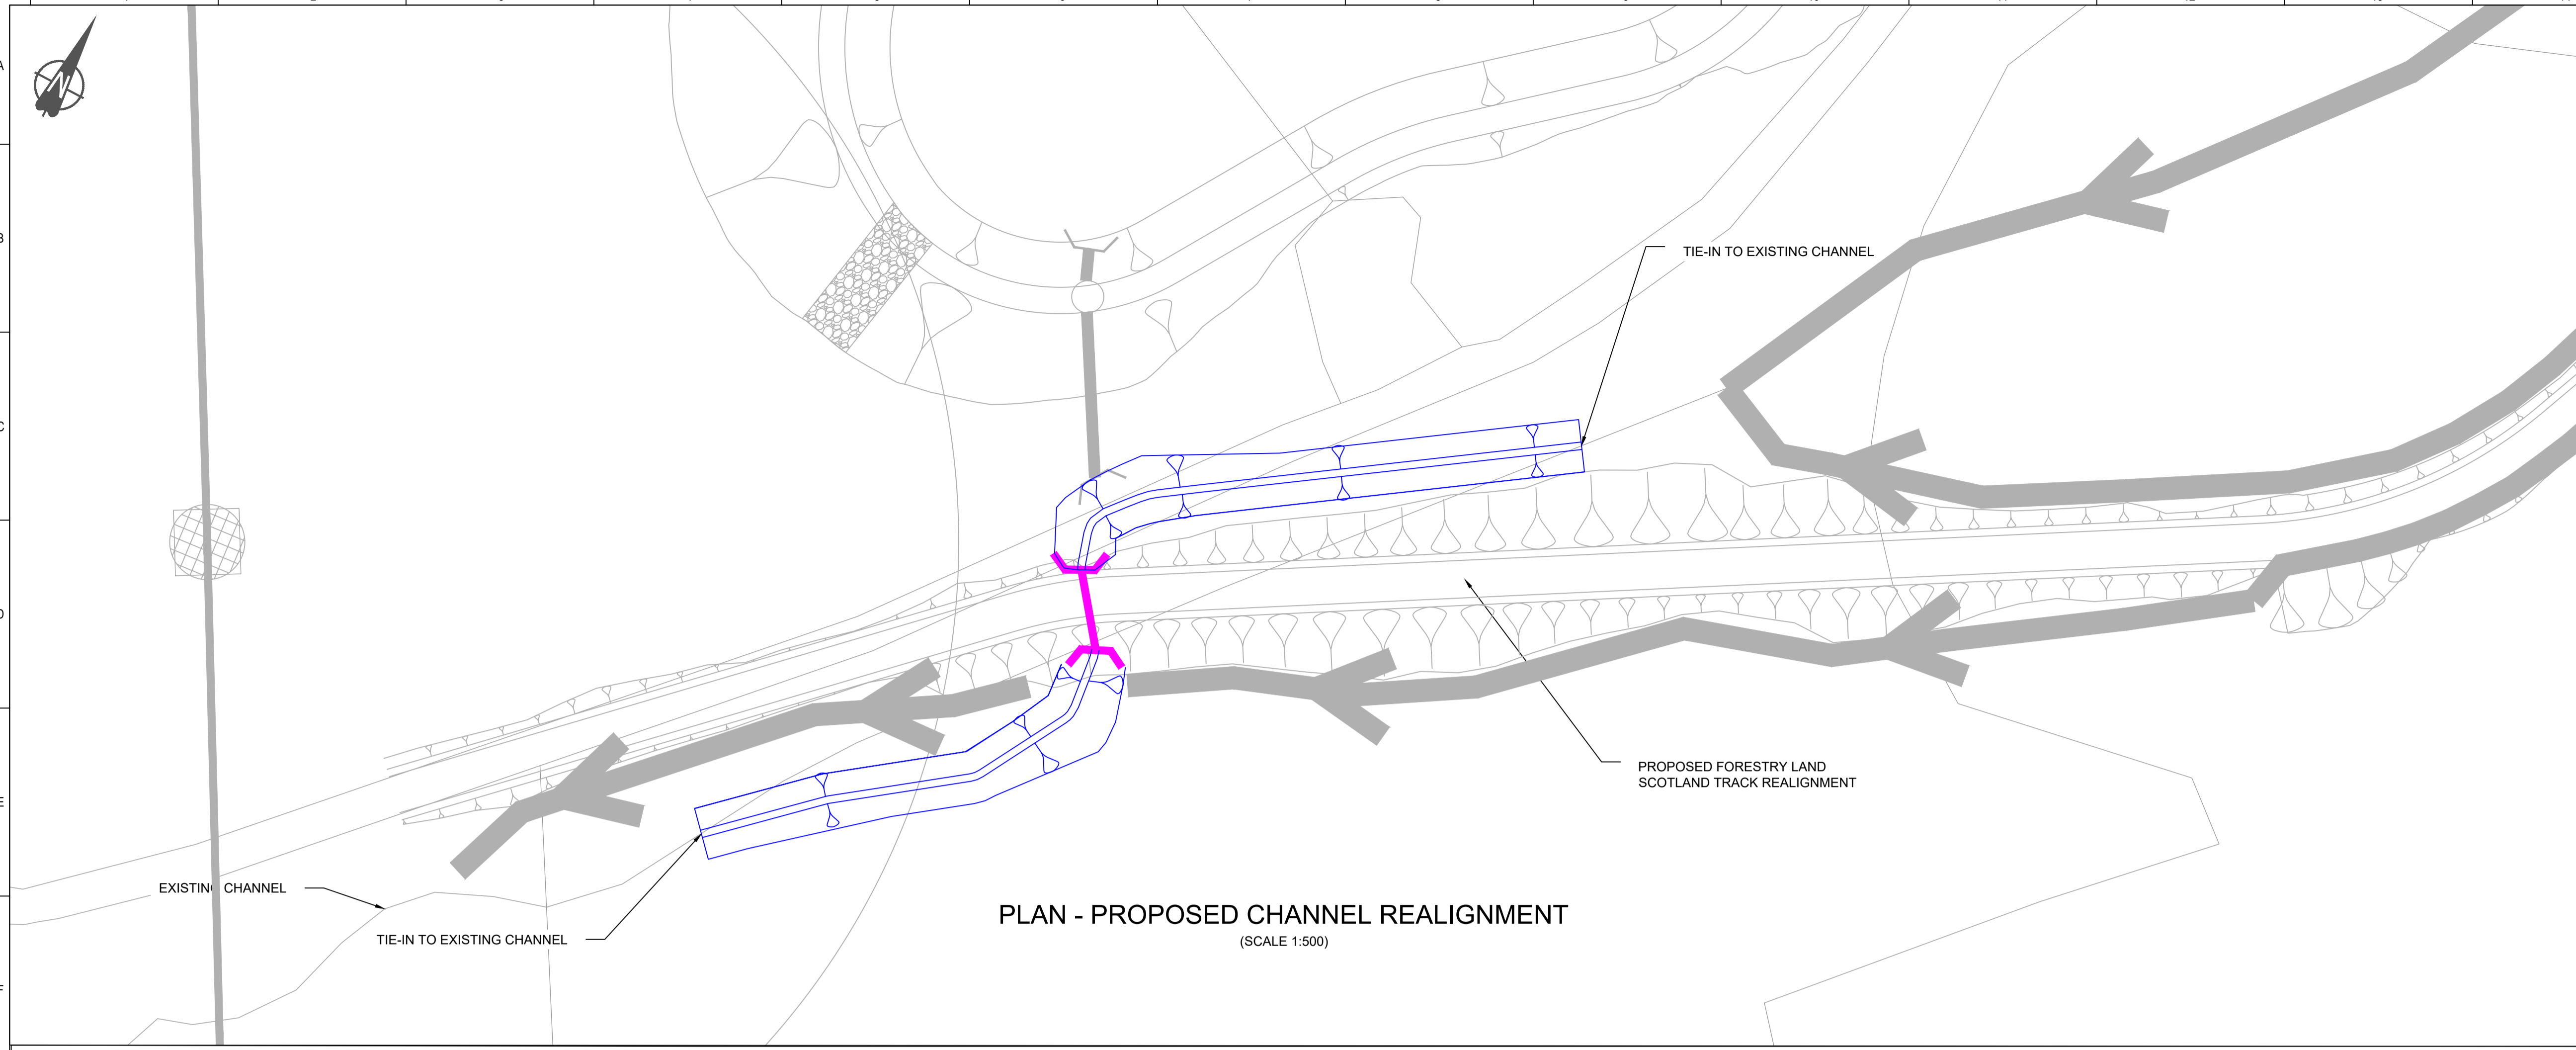 N
TIE-IN TO EXISTING CHANNEL
PROPOSED FORESTRY LAND
SCOTLAND TRACK REALIGNMENT
EXISTING CHANNEL
TIE-IN TO EXISTING CHANNEL
PLAN - PROPOSED CHANNEL REALIGNMENT
(SCALE 1:500)